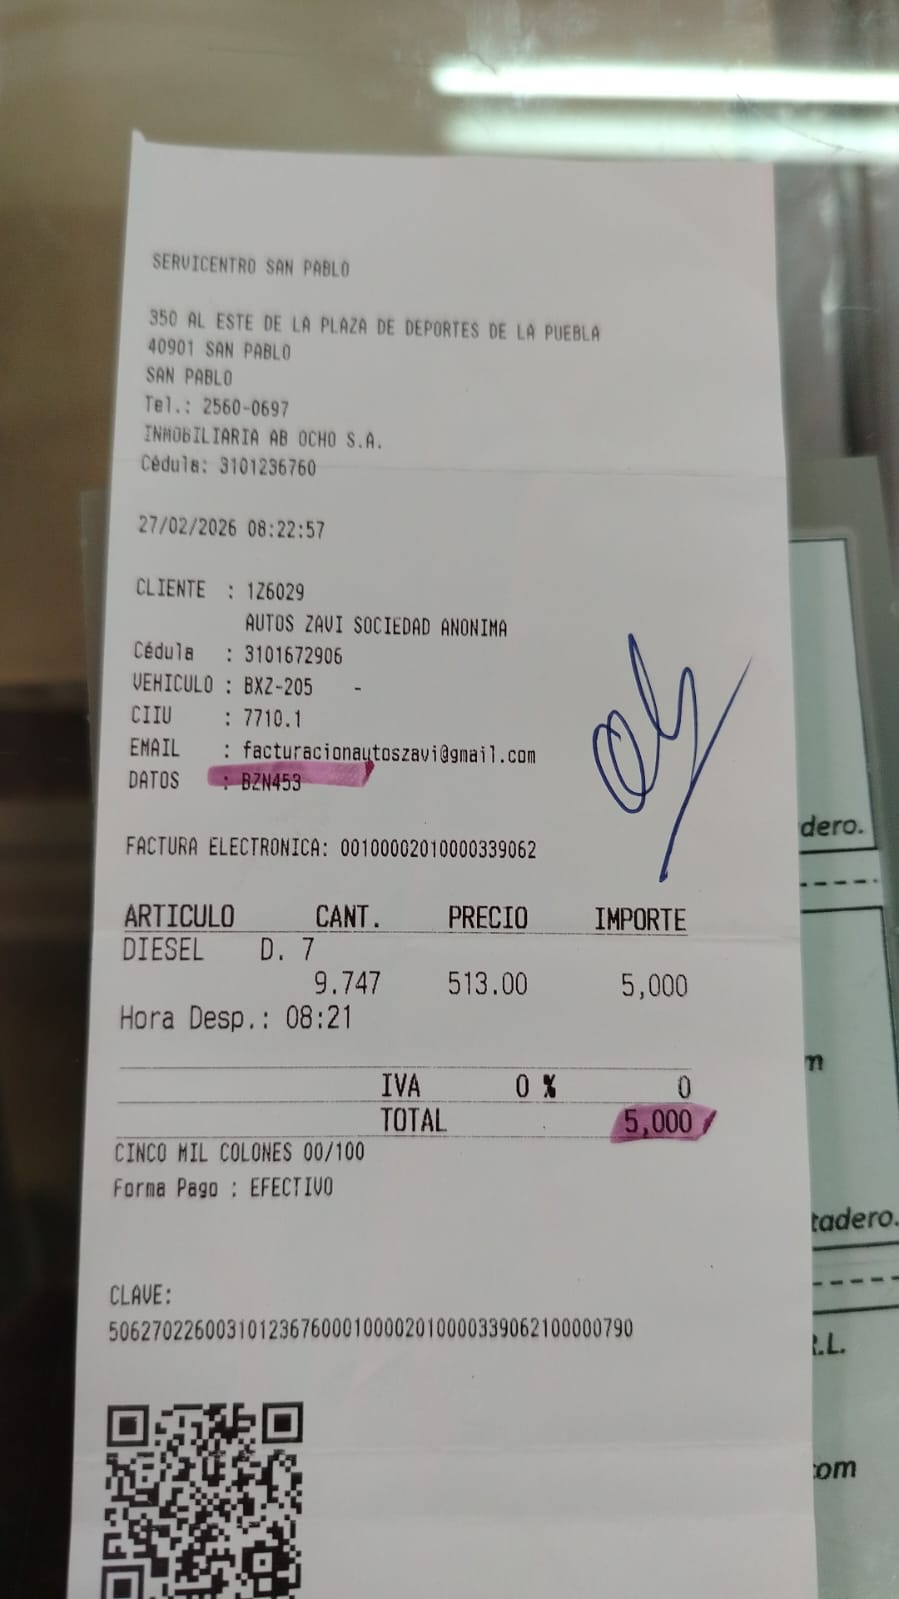 SERVICENTRO SAN PABLO
350 AL ESTE DE LA PLAZA DE DEPORTES DE LA PUEBLA
40901 SAN PABLO
SAN PABLO
Tel.: 2560-0697
INMOBILIARIA AB OCHO S.A.
Cédula: 3101236760
27/02/2026 08:22:57
CLIENTE : 1Z6029
AUTOS ZAVI SOCIEDAD ANONIMA
Cédula : 3101672906
VEHICULO : BXZ-205 -
CIIU : 7710.1
EMAIL : facturacionautoszavi@gmail.com
DATOS : BZN453
FACTURA ELECTRONICA: 00100002010000339062
ARTICULO CANT. PRECIO IMPORTE
DIESEL D. 7
9.747 513.00 5,000
Hora Desp.: 08:21
IVA 0 % 0
TOTAL 5,000
CINCO MIL COLONES 00/100
Forma Pago : EFECTIVO
CLAVE:
50627022600310123676000100002010000339062100000790
dero.
m
tadero.
R.L.
com